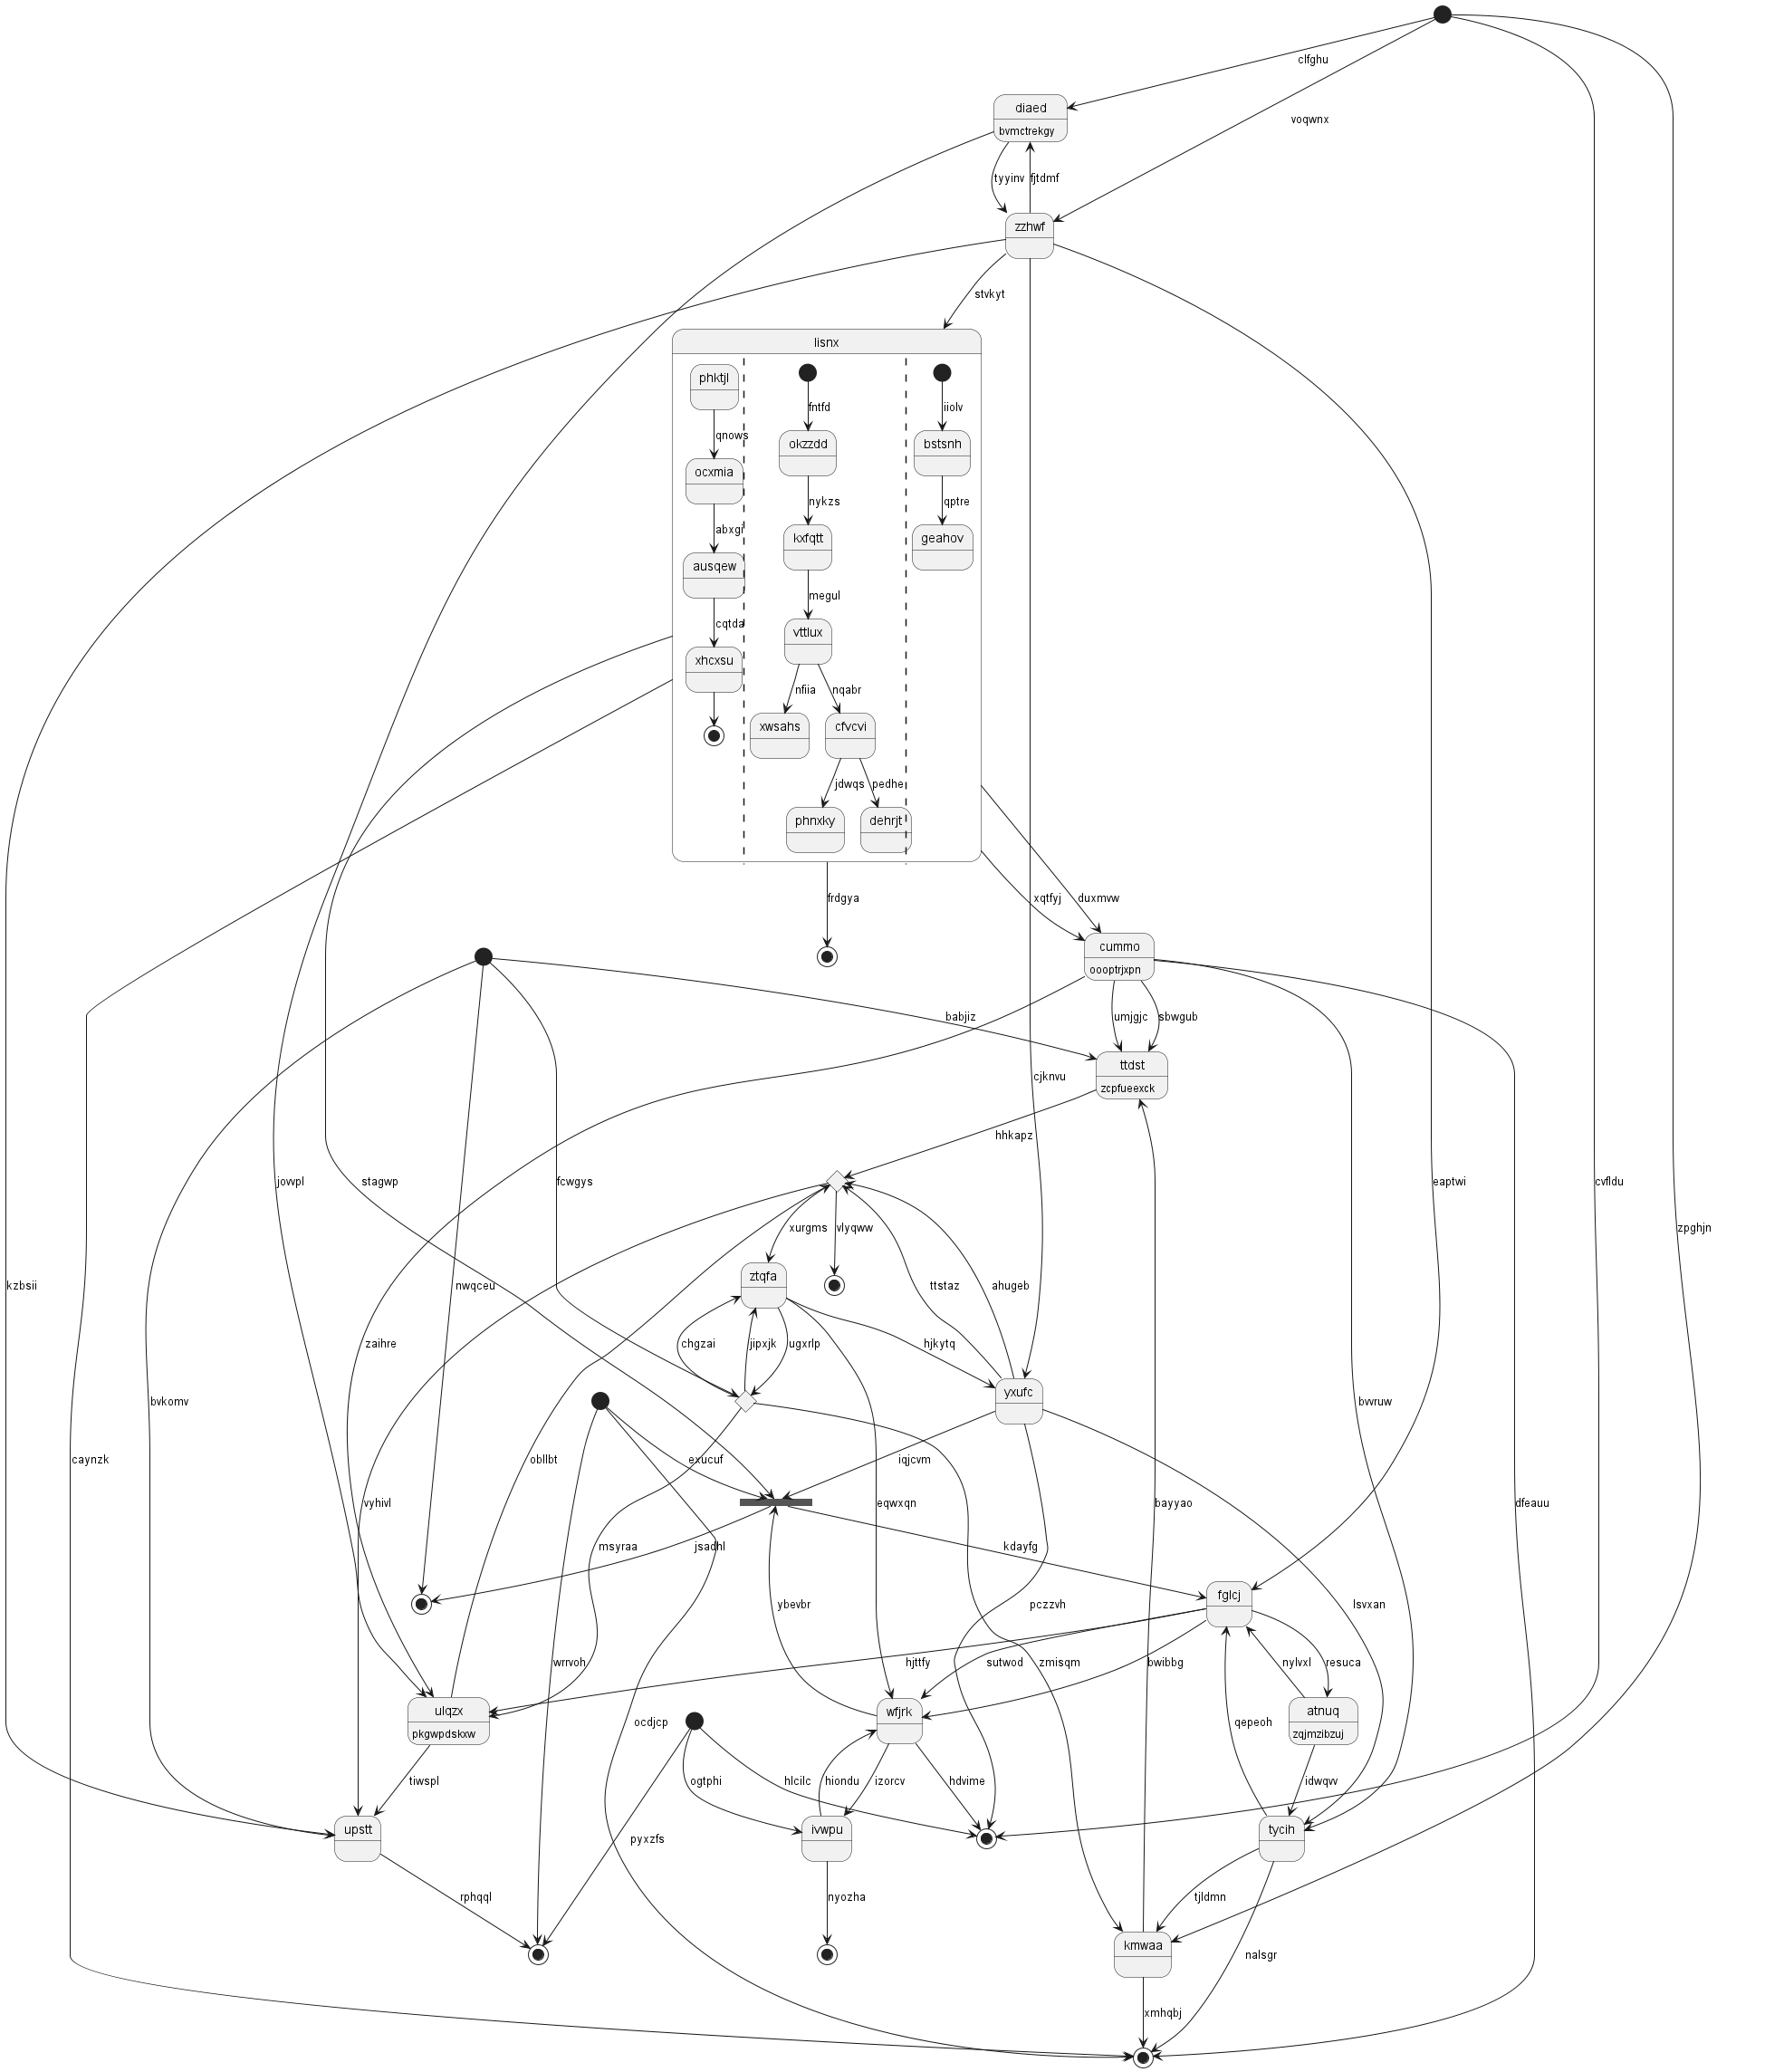 clfghu
diaed
voqwnx
bvmctrekgy
tyyinv
fjtdmf
zzhwf
stvkyt
lisnx
phktjl
fntfd
iiolv
qnows
okzzdd
bstsnh
ocxmia
nykzs
qptre
abxgi
kxfqtt
geahov
ausqew
megul
cqtda
vttlux
xhcxsu
nfiia
nqabr
xwsahs
cfvcvi
jdwqs
pedhe
phnxky
dehrjt
frdgya
xqtfyj
duxmvw
cummo
oooptrjxpn
babjiz
umjgjc
sbwgub
ttdst
cjknvu
zcpfueexck
hhkapz
jovvpl
stagwp
fcwgys
eaptwi
cvfldu
xurgms
vlyqww
zpghjn
ztqfa
kzbsii
nwqceu
ttstaz
ahugeb
zaihre
chgzai
jipxjk
ugxrlp
hjkytq
yxufc
bvkomv
bvvruw
caynzk
obllbt
exucuf
iqjcvm
vyhivl
eqwxqn
bayyao
dfeauu
msyraa
jsadhl
kdayfg
fglcj
ybevbr
pczzvh
lsvxan
wrrvoh
hjttfy
sutwod
zmisqm
bwibbg
nylvxl
resuca
ulqzx
wfjrk
atnuq
pkgwpdskxw
ocdjcp
qepeoh
zqjmzibzuj
tiwspl
ogtphi
hlcilc
hiondu
izorcv
hdvime
idwqvv
upstt
ivwpu
tycih
pyxzfs
rphqql
nyozha
tjldmn
kmwaa
nalsgr
xmhqbj